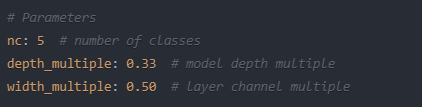 # Parameters
nc: 5  # number of classes
depth_multiple: 0.33  # model depth multiple
width_multiple: 0.50  # layer channel multiple